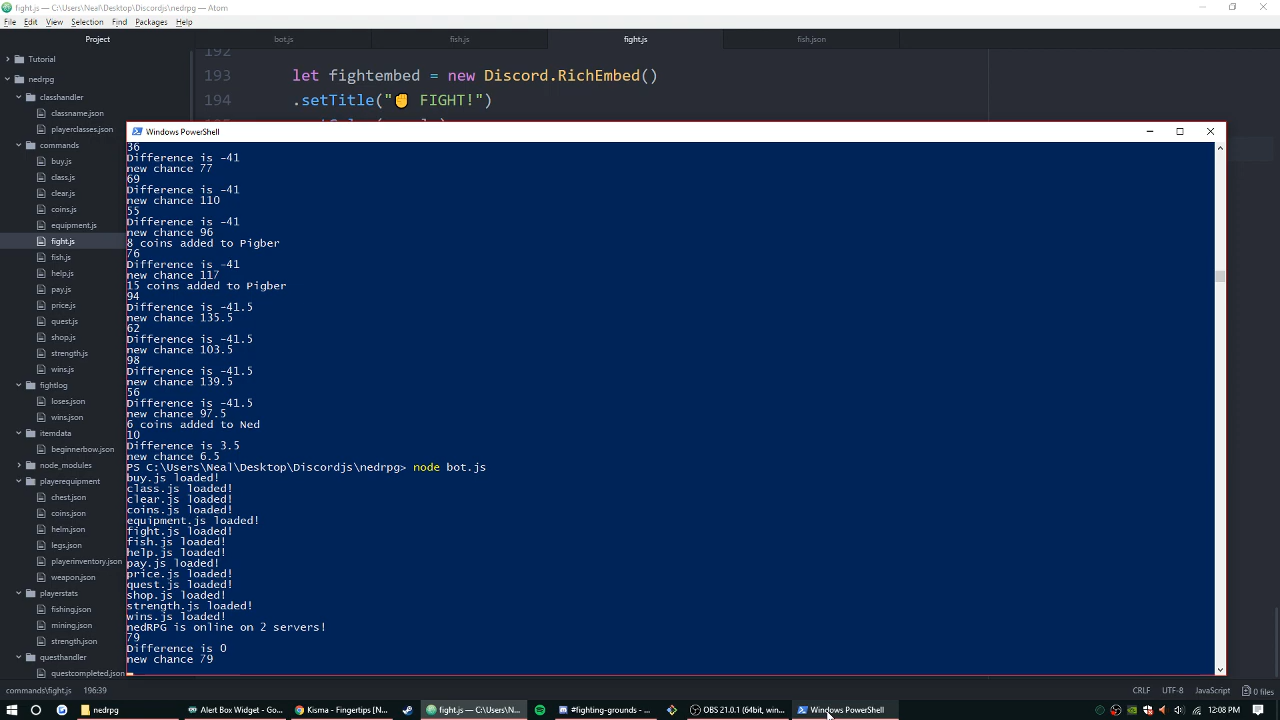 fight.js — C:\Users\Neal\Desktop\Discordjs\nedrpg — Atom
File Edit View Selection Find Packages Help
Project
bot.js
fish.js
fight.js
fish.json
Tutorial
nedrpg
classhandler
classname.json
playerclasses.json
commands
buy.js
class.js
clear.js
coins.js
equipment.js
fight.js
fish.js
help.js
pay.js
price.js
quest.js
shop.js
strength.js
wins.js
fightlog
loses.json
wins.json
itemdata
beginnerbow.json
node_modules
playerequipment
chest.json
coins.json
helm.json
legs.json
playerinventory.json
weapon.json
playerstats
fishing.json
mining.json
strength.json
questhandler
questcompleted.json
192
193 let fightembed = new Discord.RichEmbed()
194 .setTitle("✊ FIGHT!")
Windows PowerShell
36
Difference is -41
new chance 77
69
Difference is -41
new chance 110
55
Difference is -41
new chance 96
8 coins added to Pigber
76
Difference is -41
new chance 117
15 coins added to Pigber
94
Difference is -41.5
new chance 135.5
62
Difference is -41.5
new chance 103.5
98
Difference is -41.5
new chance 139.5
56
Difference is -41.5
new chance 97.5
6 coins added to Ned
10
Difference is 3.5
new chance 6.5
PS C:\Users\Neal\Desktop\Discordjs\nedrpg> node bot.js
buy.js loaded!
class.js loaded!
clear.js loaded!
coins.js loaded!
equipment.js loaded!
fight.js loaded!
fish.js loaded!
help.js loaded!
pay.js loaded!
price.js loaded!
quest.js loaded!
shop.js loaded!
strength.js loaded!
wins.js loaded!
nedRPG is online on 2 servers!
79
Difference is 0
new chance 79
commands\fight.js 196:39
CRLF UTF-8 JavaScript 0 files
nedrpg
Alert Box Widget - Go...
Kisma - Fingertips [N...
fight.js — C:\Users\N...
#fighting-grounds - ...
OBS 21.0.1 (64bit, win...
Windows PowerShell
12:08 PM